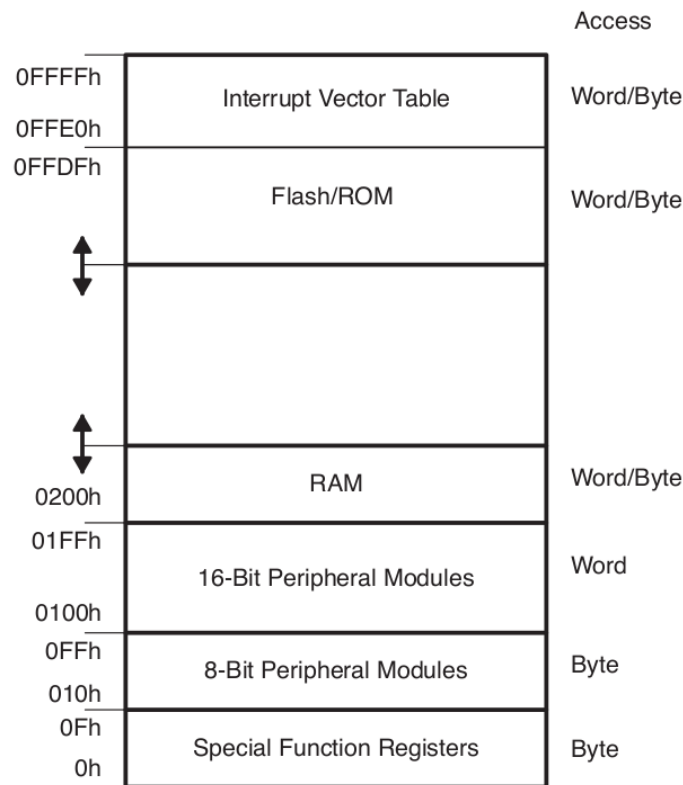 Access
0FFFFh
Interrupt Vector Table
Word/Byte
0FFE0h
0FFDFh
Flash/ROM
Word/Byte
RAM
Word/Byte
0200h
01FFh
16-Bit Peripheral Modules
Word
0100h
0FFh
8-Bit Peripheral Modules
Byte
010h
0Fh
Special Function Registers
Byte
0h